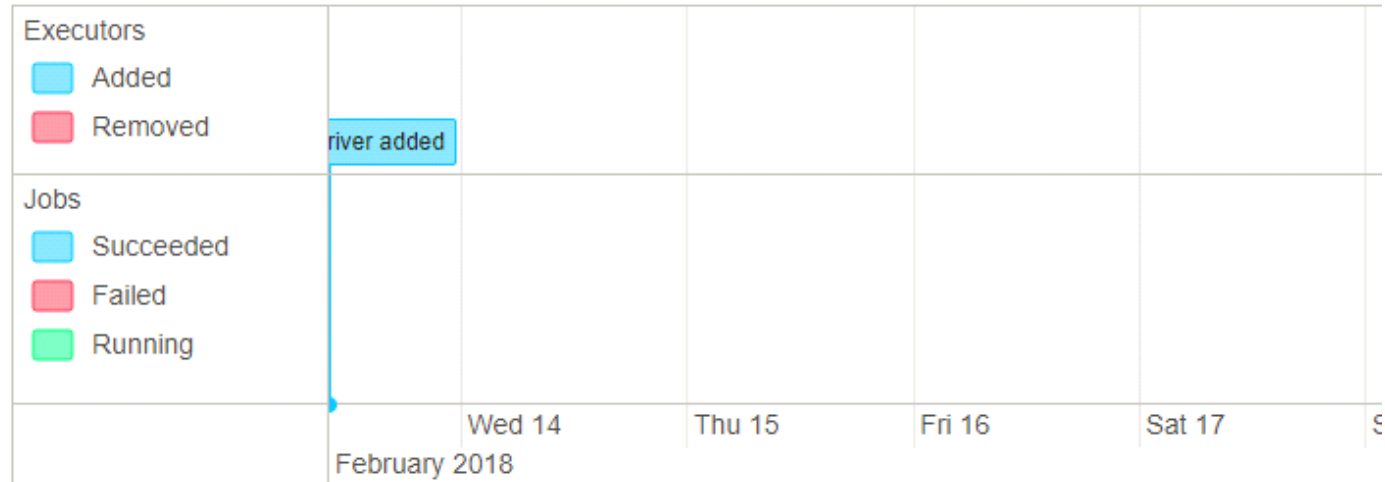 Executors
Added
Removed
river added
Jobs
Succeeded
Failed
Running
Wed 14 Thu 15 Fri 16 Sat 17 S
February 2018